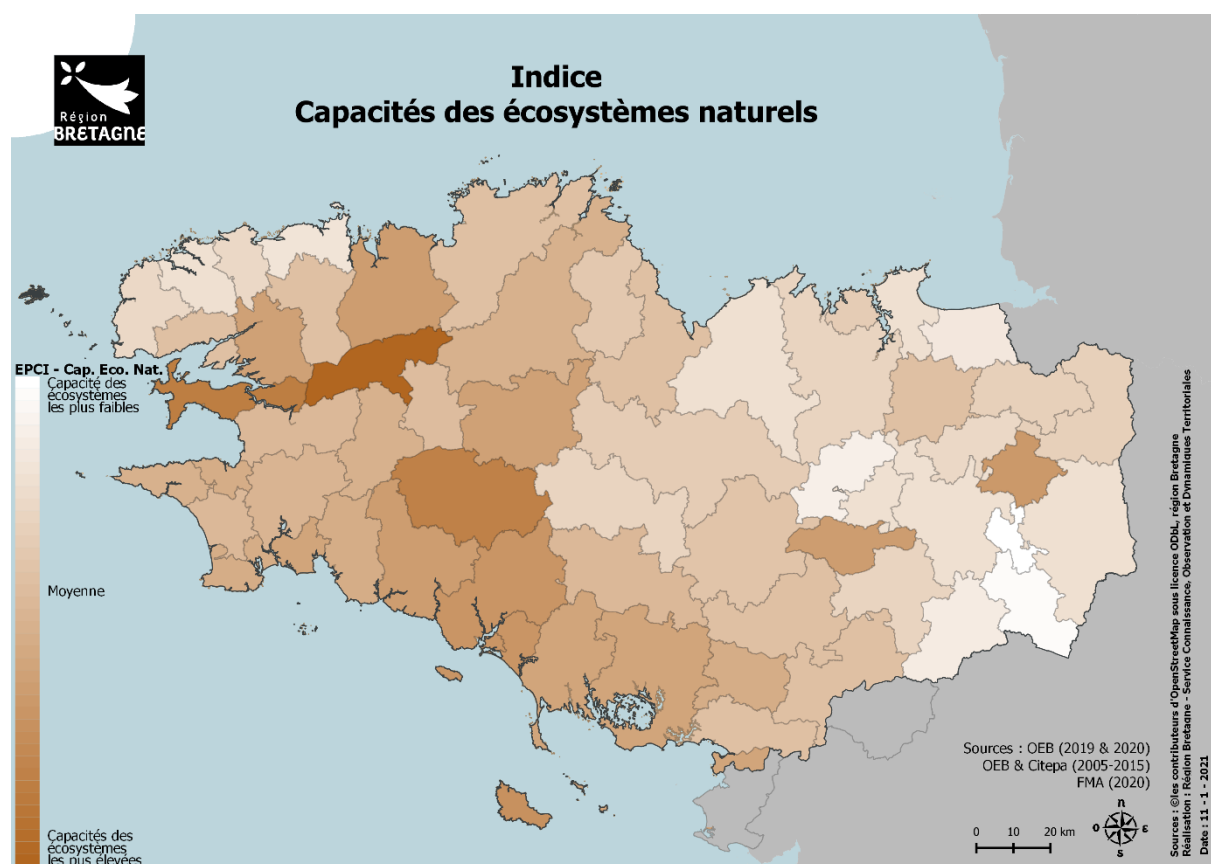 Région
BRETAGNE
Indice
Capacités des écosystèmes naturels
EPCI - Cap. Eco. Nat.
Capacité des
écosystèmes
les plus faibles
Moyenne
Capacités des
écosystèmes
les pus élevées
Sources : OEB (2019 & 2020)
OEB & Citepa (2005-2015)
FMA (2020)
0 10 20 km
n
o ε
s
Sources : ©les contributeurs d'OpenStreetMap sous licence ODbL, région Bretagne
Réalisation : Région Bretagne - Service Connaissance, Observation et Dynamiques Territoriales
Date : 11 - 1 - 2021